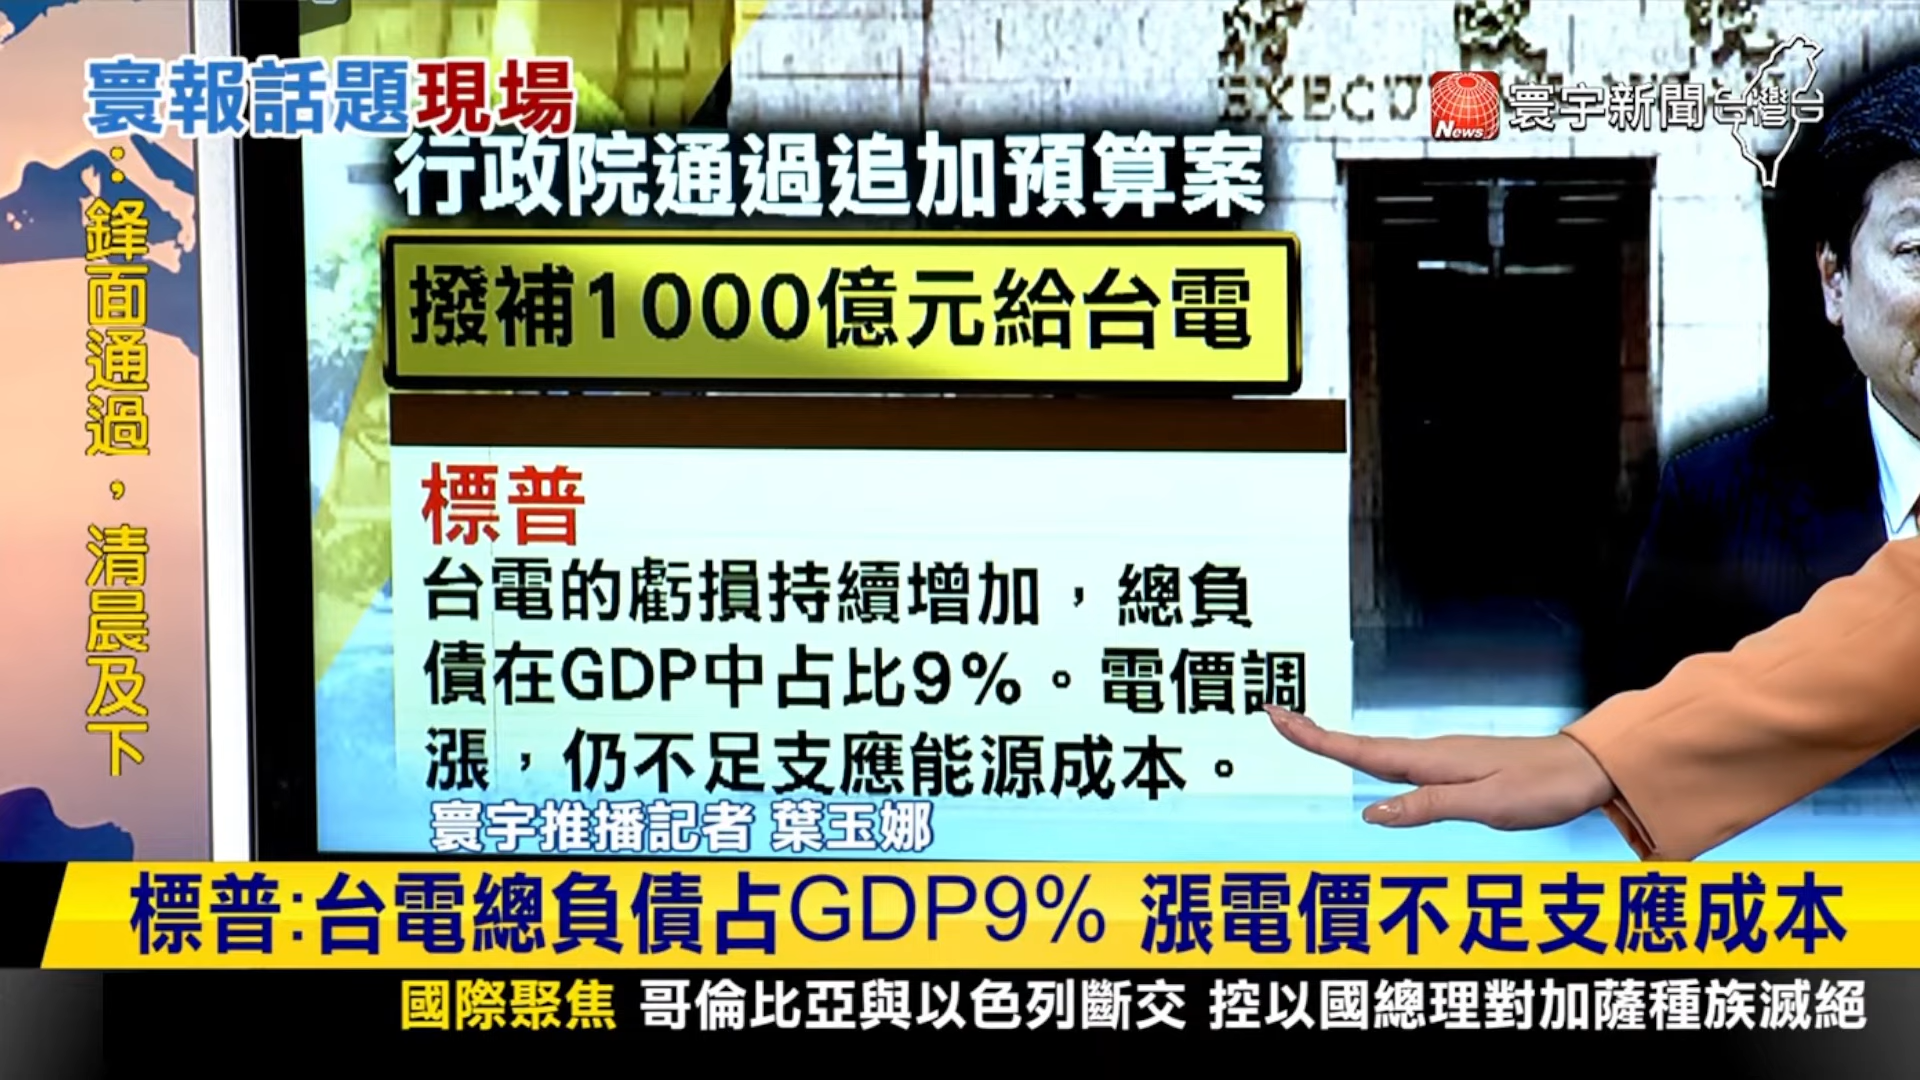 寰報話題現場
寰宇新聞
台灣
News
行政院通過追加預算案
撥補1000億元給台電
標普
台電的虧損持續增加，總負
債在GDP中占比9%。電價調
漲，仍不足支應能源成本。
寰宇推播記者 葉玉娜
：鋒面通過，清晨及下
標普:台電總負債占GDP9% 漲電價不足支應成本
國際聚焦 哥倫比亞與以色列斷交 控以國總理對加薩種族滅絕